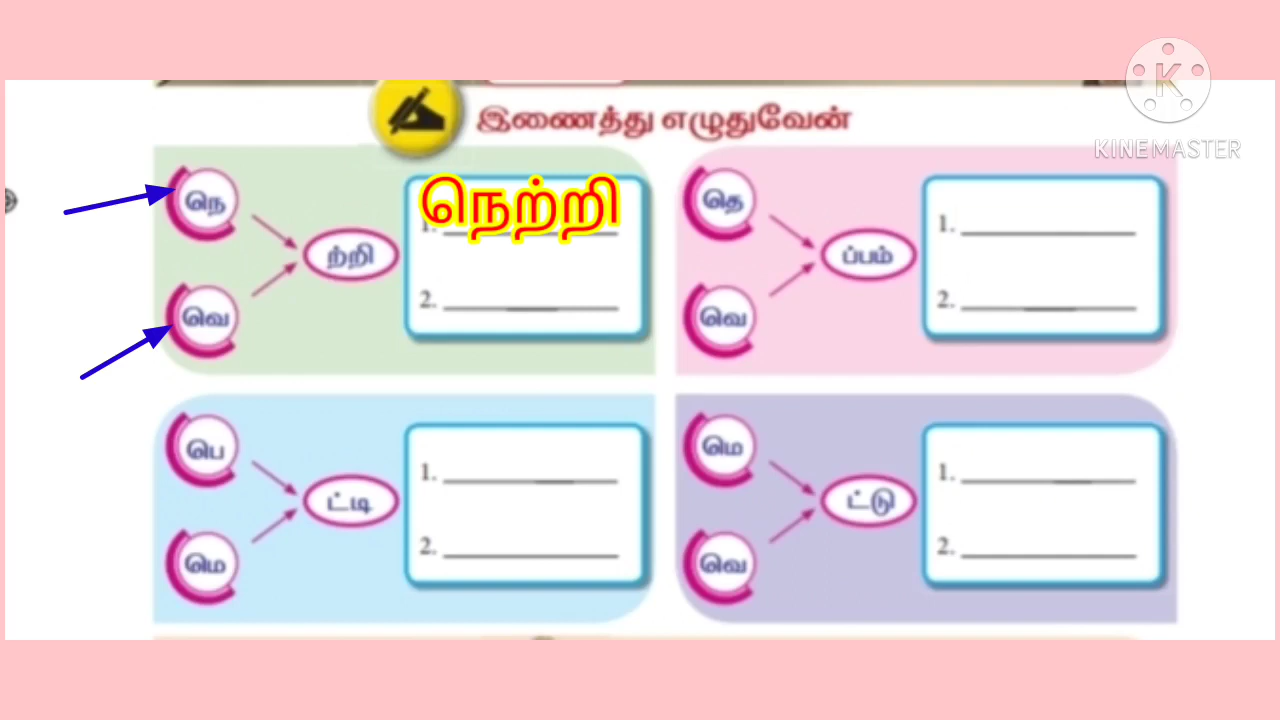 K
KINEMASTER
இணைத்து எழுதுவேன்
நெ
வெ
ற்றி
நெற்றி
1.
2.
தெ
வெ
ப்பம்
1.
2.
பெ
மெ
ட்டி
1.
2.
மெ
வெ
ட்டு
1.
2.